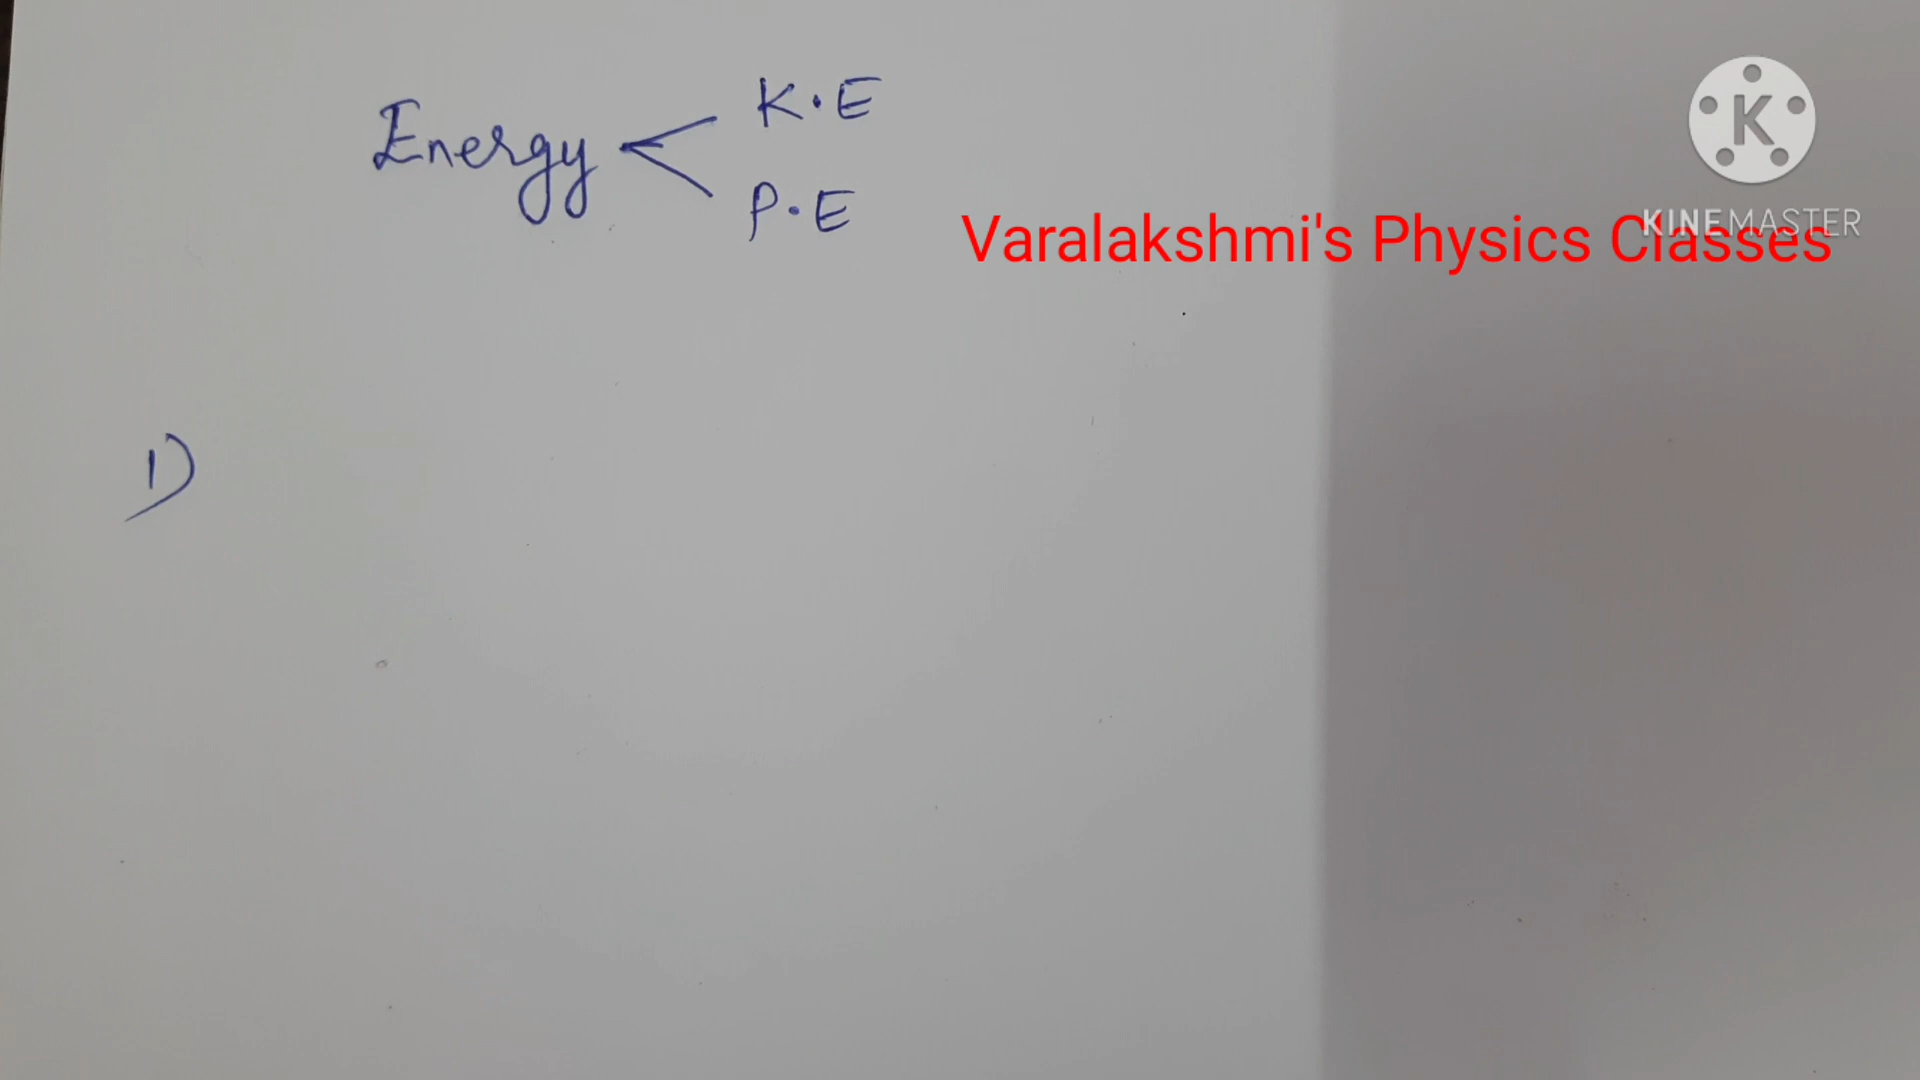 K·E
Energy <
P·E
Varalakshmi's Physics Classes
K
KINEMASTER
1)